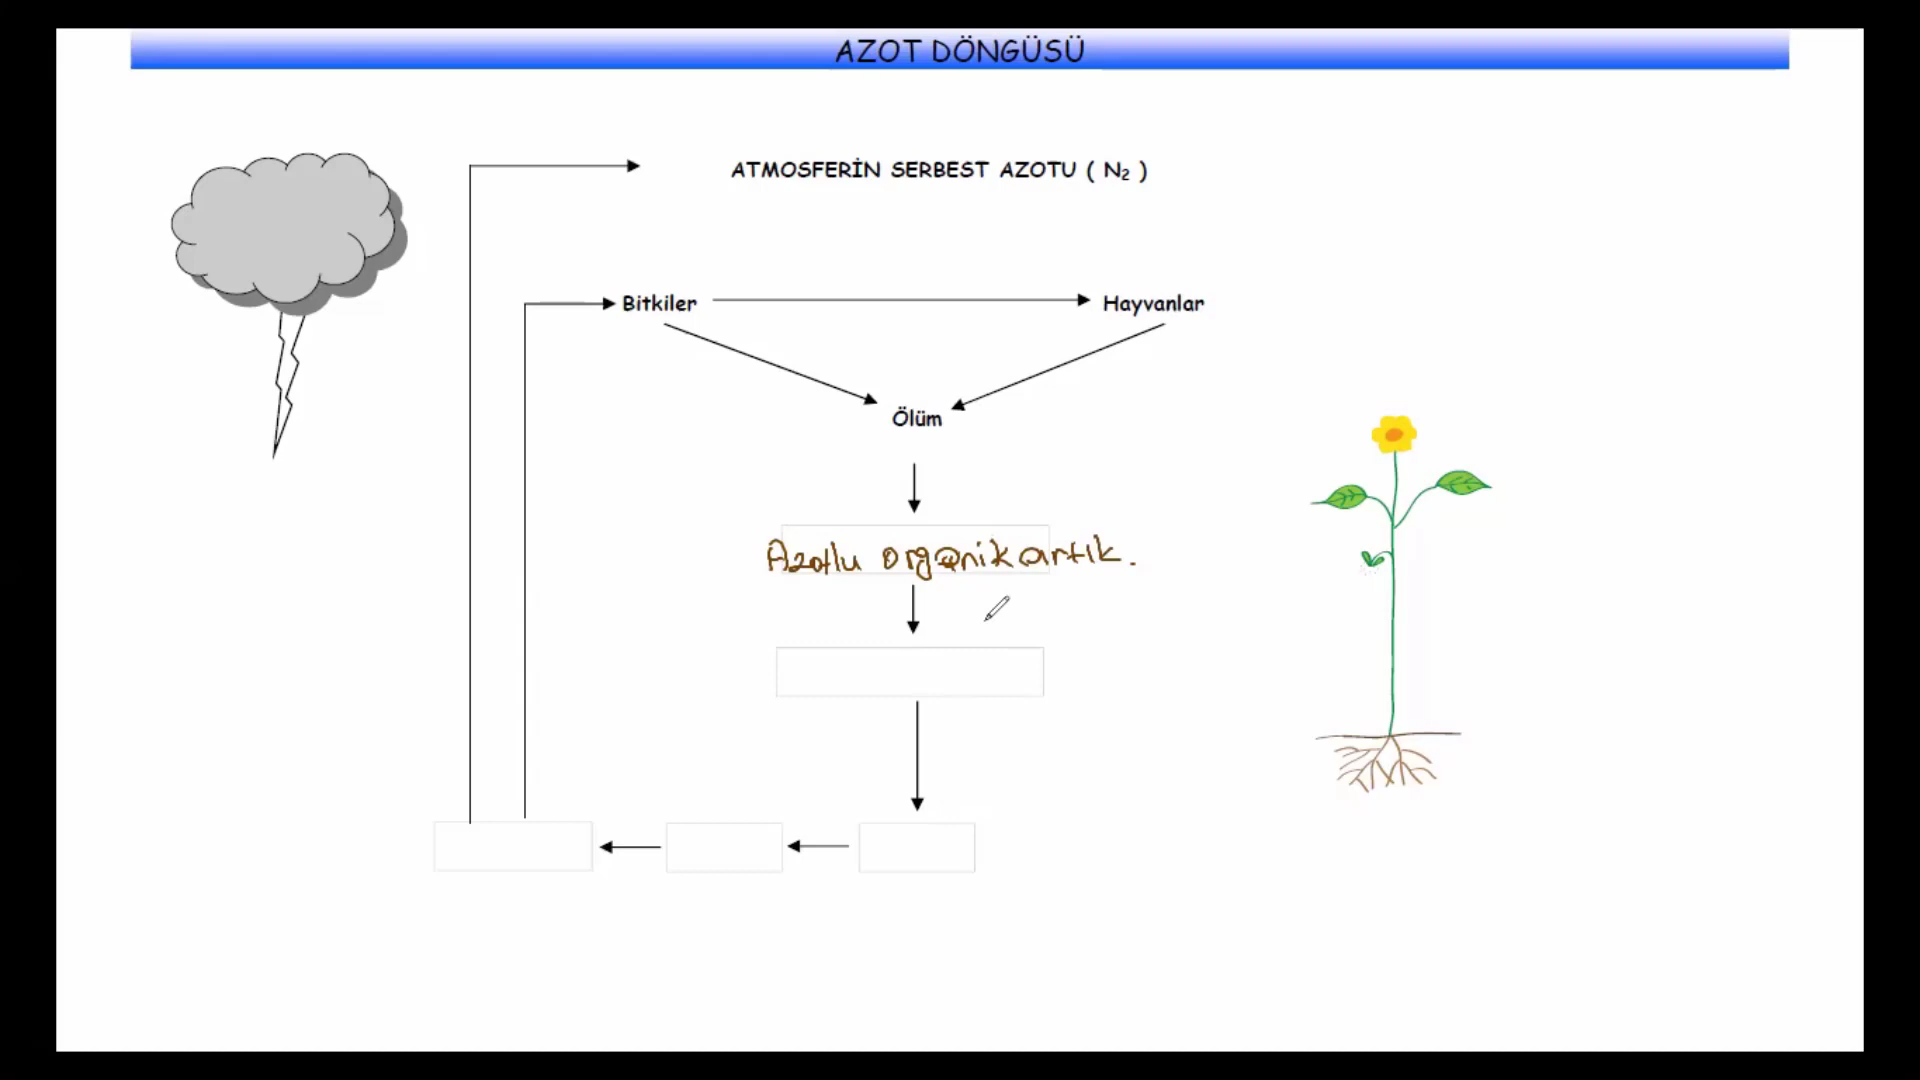 AZOT DÖNGÜSÜ
ATMOSFERİN SERBEST AZOTU ( N₂ )
Bitkiler
Hayvanlar
Ölüm
Azotlu organik artık.